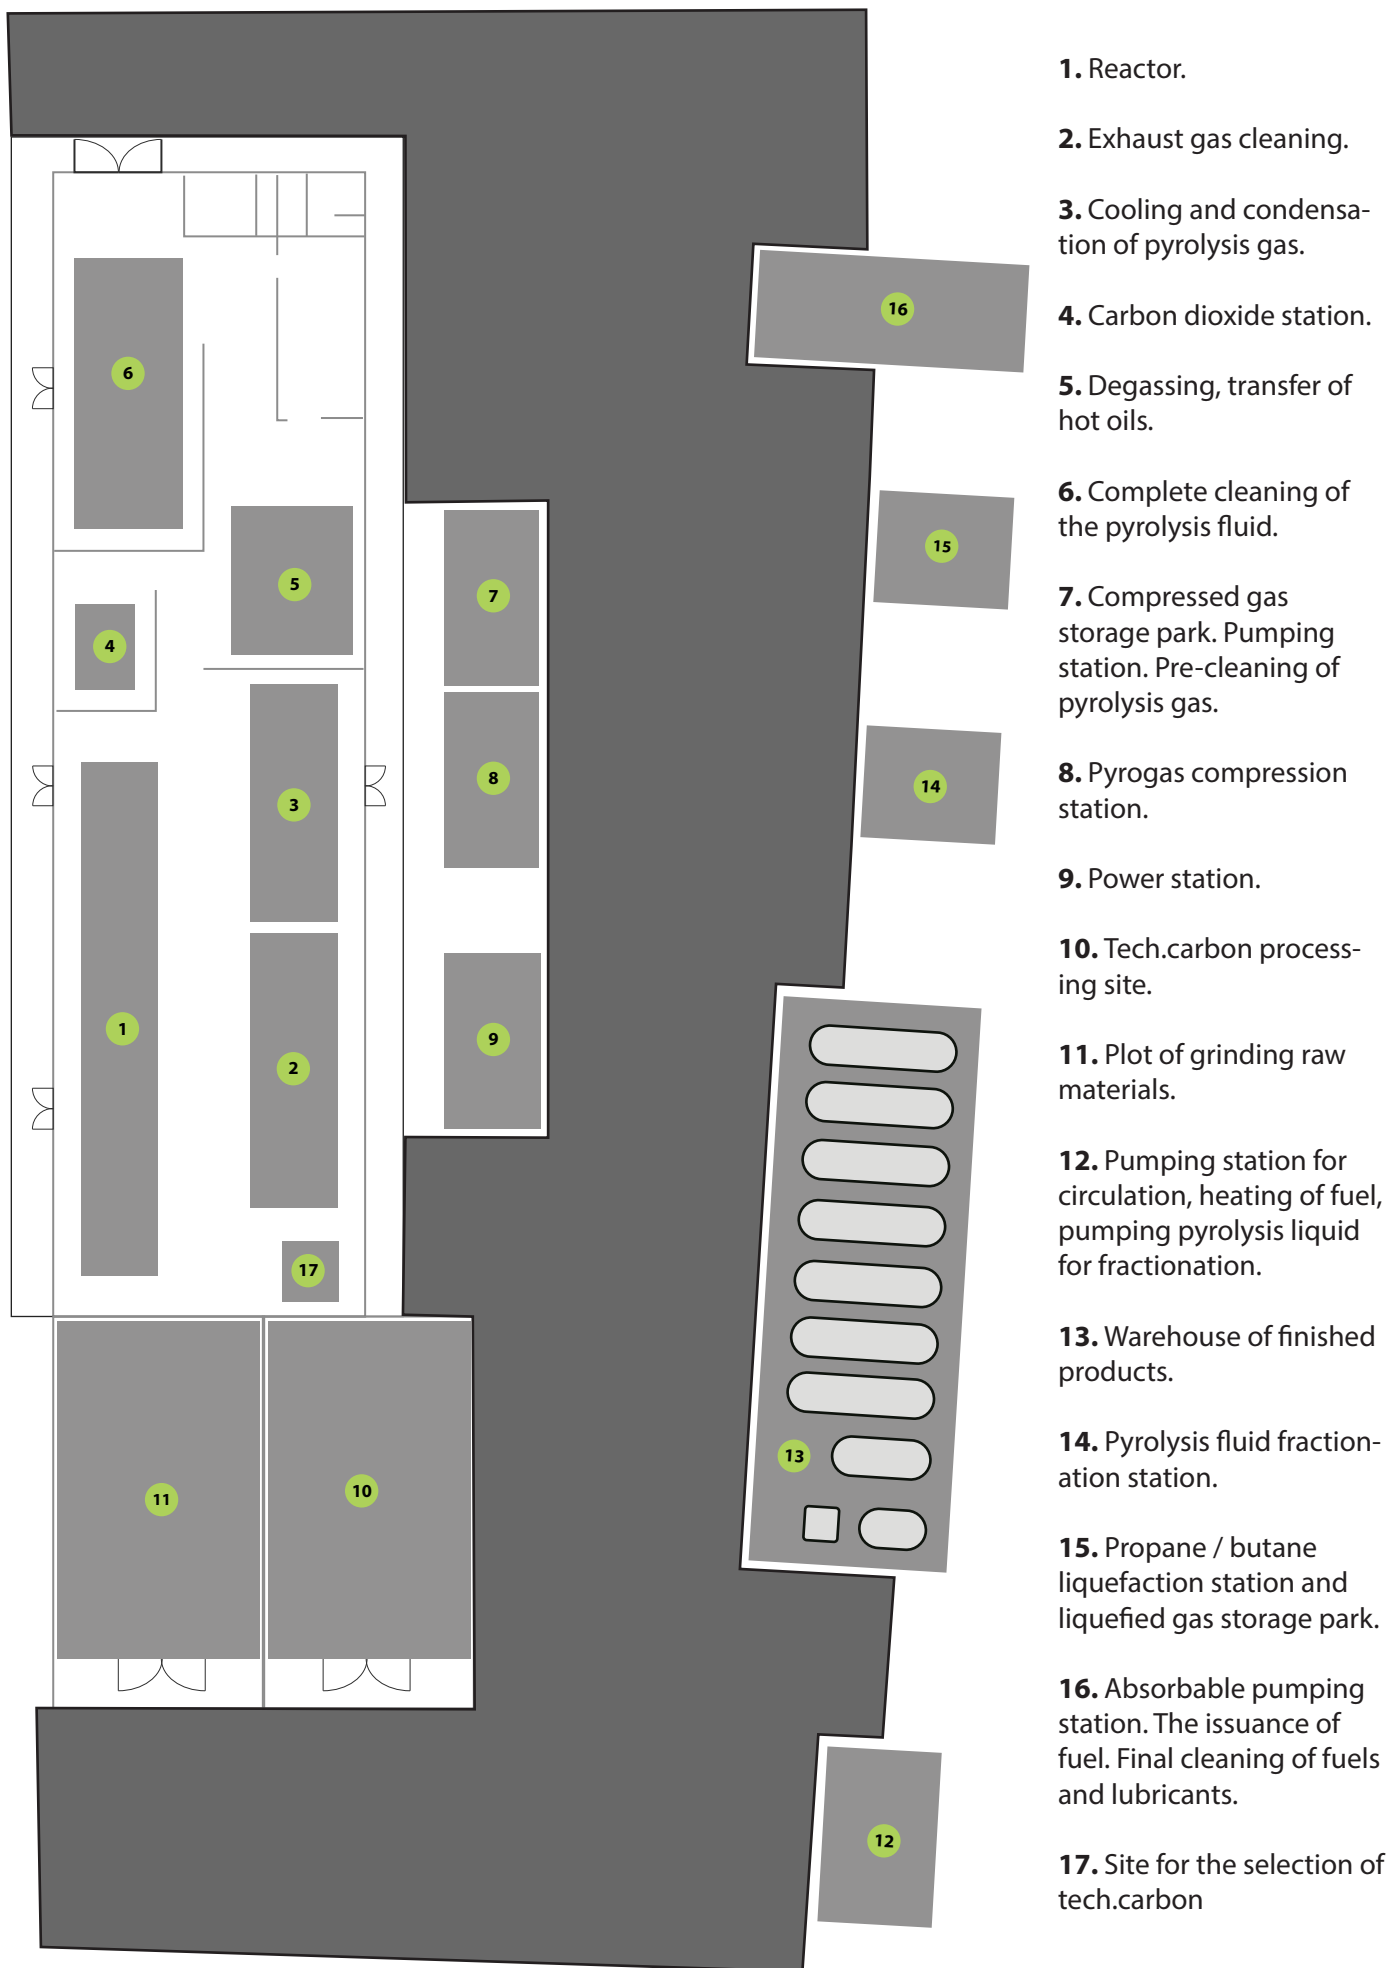 1. Reactor.
2. Exhaust gas cleaning.
3. Cooling and condensa-
tion of pyrolysis gas.
4. Carbon dioxide station.
5. Degassing, transfer of
hot oils.
6. Complete cleaning of
the pyrolysis fluid.
7. Compressed gas
storage park. Pumping
station. Pre-cleaning of
pyrolysis gas.
8. Pyrogas compression
station.
9. Power station.
10. Tech.carbon process-
ing site.
11. Plot of grinding raw
materials.
12. Pumping station for
circulation, heating of fuel,
pumping pyrolysis liquid
for fractionation.
13. Warehouse of finished
products.
14. Pyrolysis fluid fraction-
ation station.
15. Propane / butane
liquefaction station and
liquefied gas storage park.
16. Absorbable pumping
station. The issuance of
fuel. Final cleaning of fuels
and lubricants.
17. Site for the selection of
tech.carbon
16
6
15
5
7
4
8
14
3
1
9
2
17
13
10
11
12